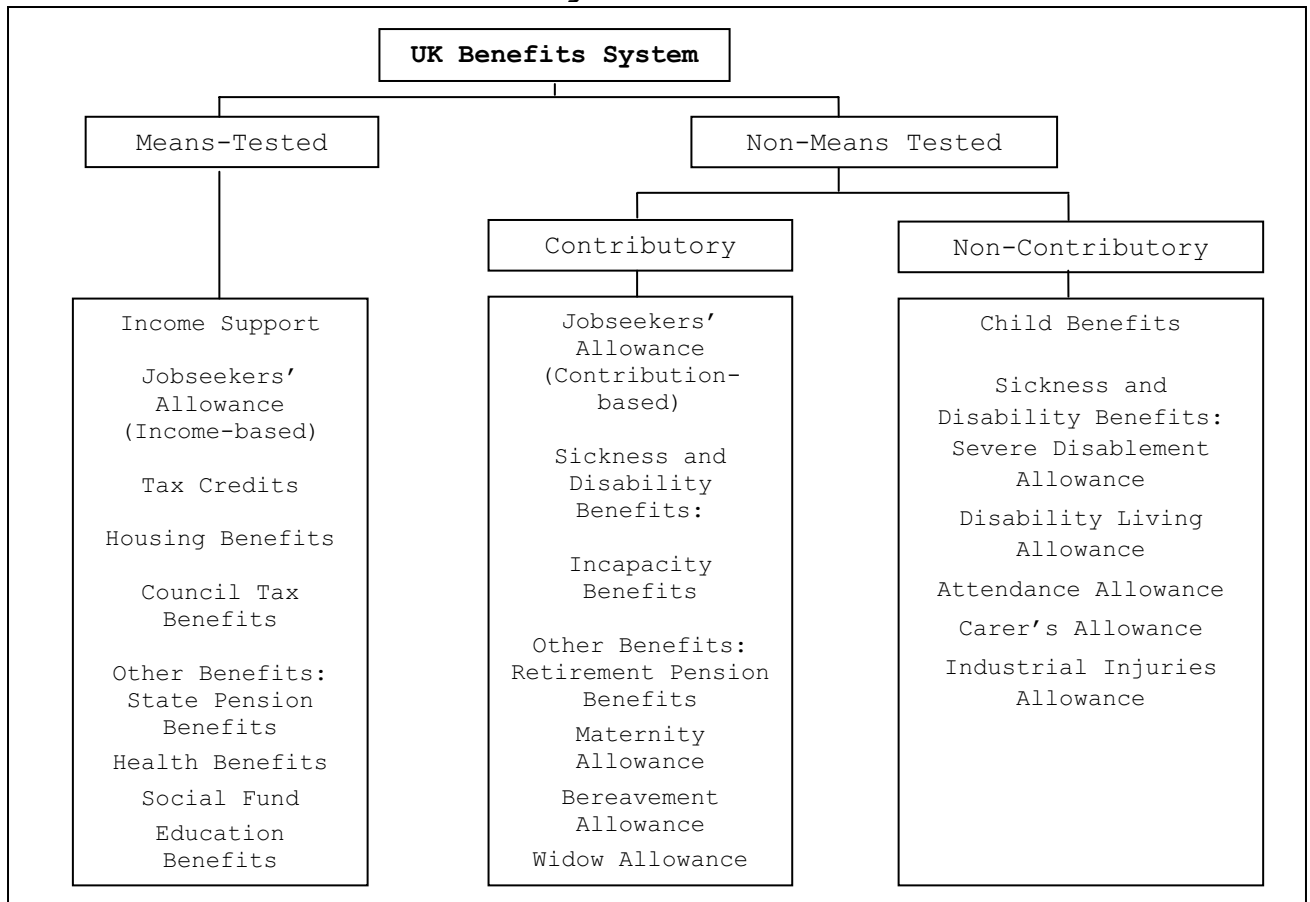 UK Benefits System
Means-Tested
Non-Means Tested
Contributory
Non-Contributory
Income Support
Jobseekers’
Allowance
(Income-based)
Tax Credits
Housing Benefits
Council Tax
Benefits
Other Benefits:
State Pension
Benefits
Health Benefits
Social Fund
Education
Benefits
Jobseekers’
Allowance
(Contribution-
based)
Sickness and
Disability
Benefits:
Incapacity
Benefits
Other Benefits:
Retirement Pension
Benefits
Maternity
Allowance
Bereavement
Allowance
Widow Allowance
Child Benefits
Sickness and
Disability Benefits:
Severe Disablement
Allowance
Disability Living
Allowance
Attendance Allowance
Carer’s Allowance
Industrial Injuries
Allowance